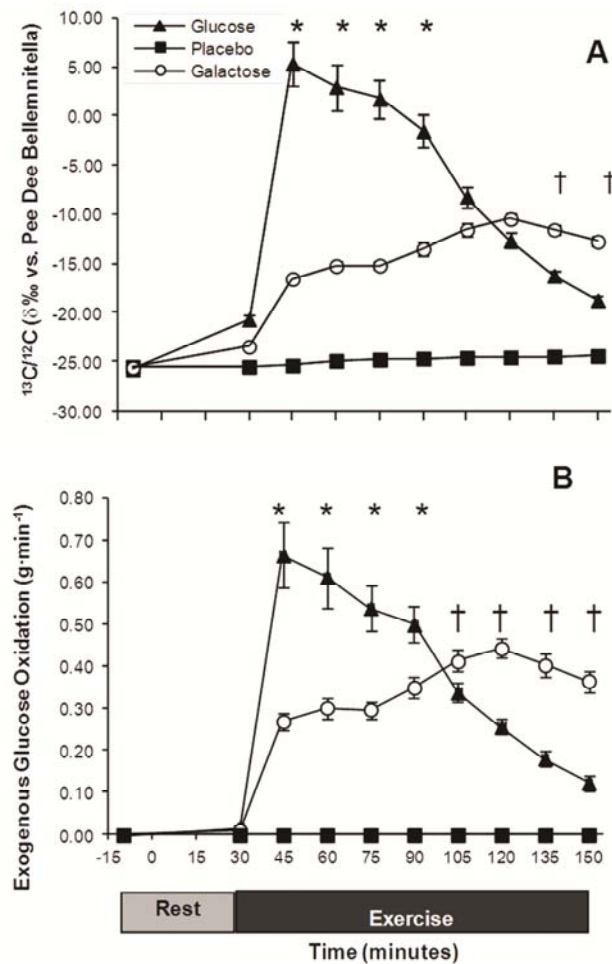 Glucose
Placebo
Galactose
* * * *
A
† †
10.00
5.00
0.00
-5.00
-10.00
-15.00
-20.00
-25.00
-30.00
¹³C/¹²C (δ‰ vs. Pee Dee Bellemnitella)
B
* * * *
† † † †
0.80
0.70
0.60
0.50
0.40
0.30
0.20
0.10
0.00
Exogenous Glucose Oxidation (g·min⁻¹)
-15 0 30 45 60 75 90 105 120 135 150
Rest
Exercise
Time (minutes)